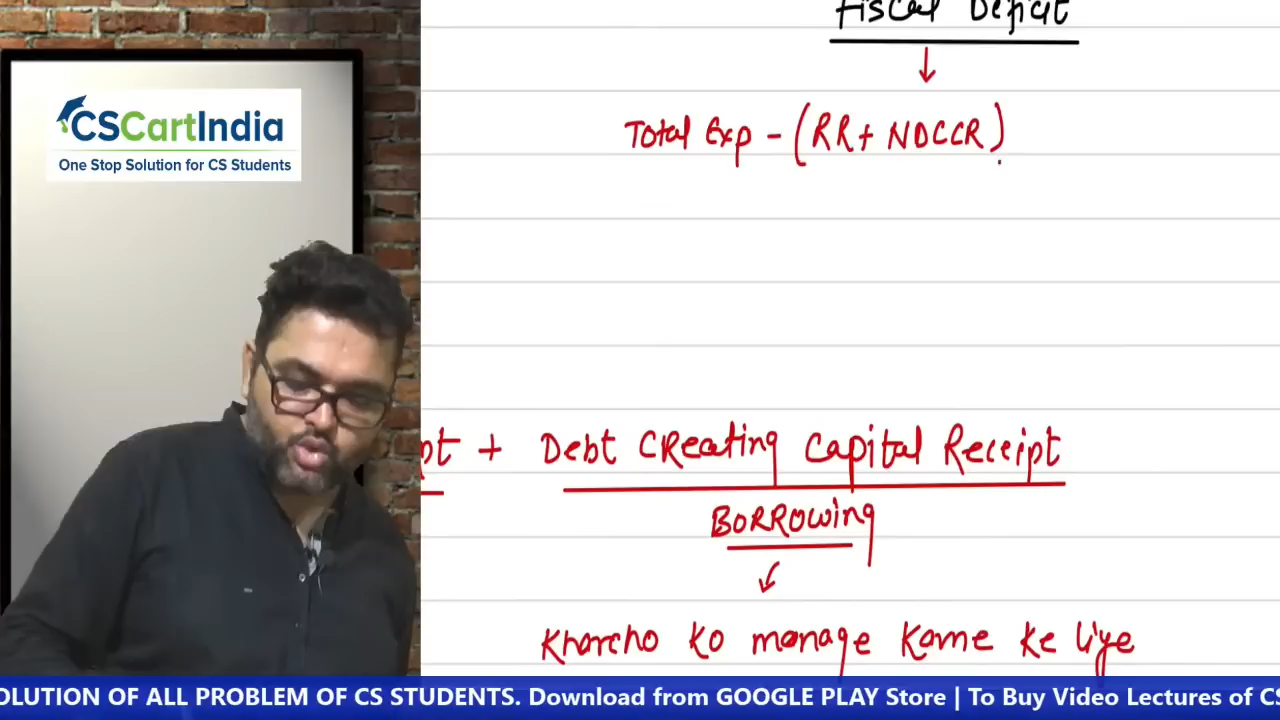 Fiscal Deficit
CSCartIndia
One Stop Solution for CS Students
Total Exp - (RR + NDCCR)
pt + Debt CReating Capital Receipt
BORROWing
Kharcho ko manage Karne Ke liye
OLUTION OF ALL PROBLEM OF CS STUDENTS. Download from GOOGLE PLAY Store | To Buy Video Lectures of CS